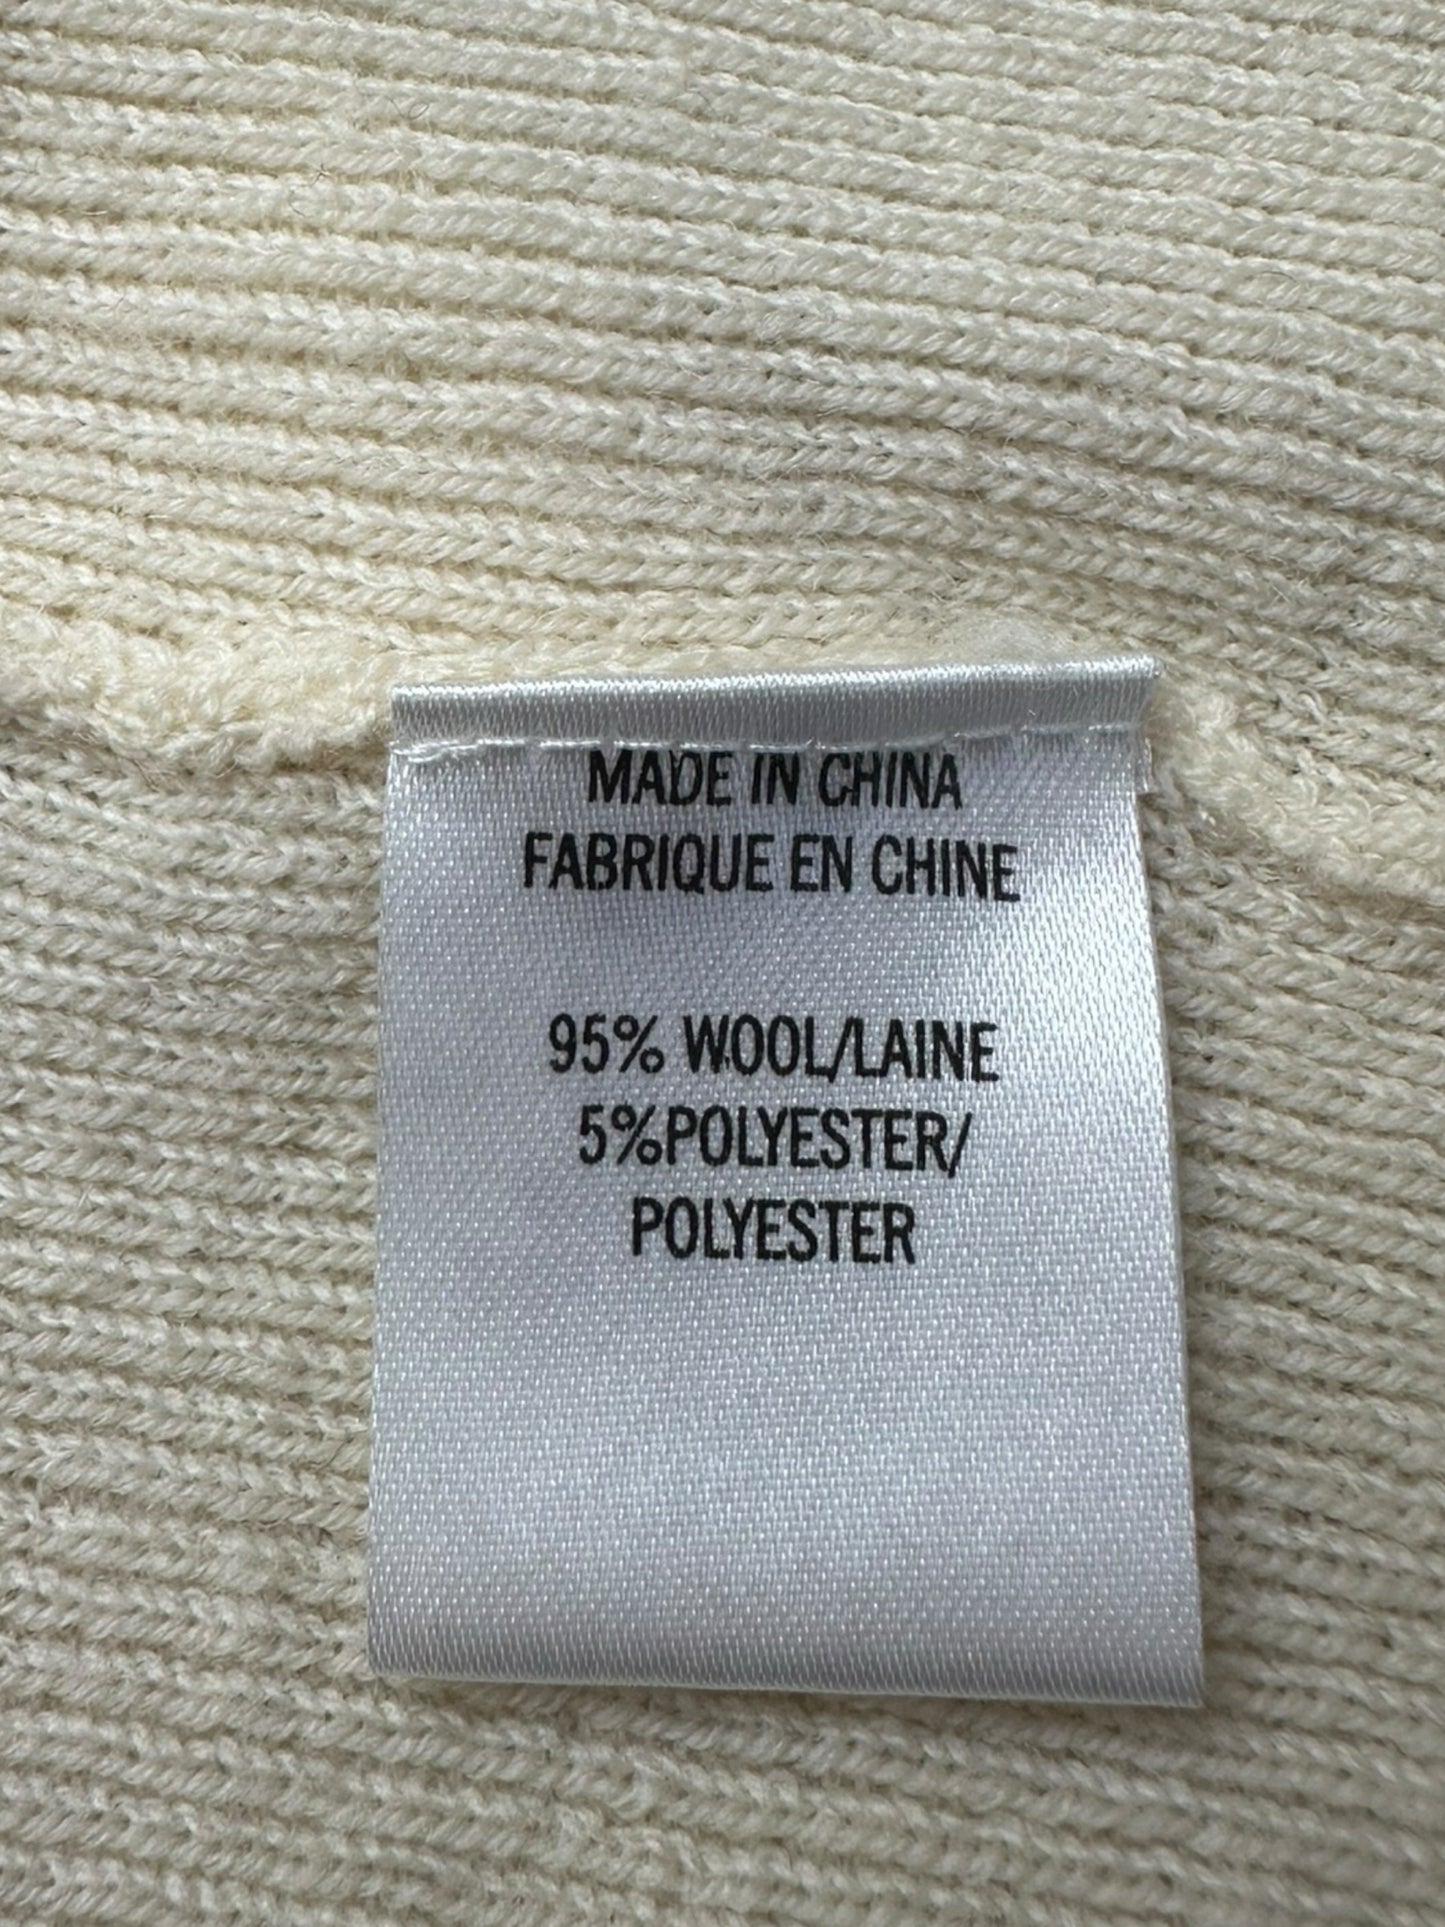 MADE IN CHINA
FABRIQUE EN CHINE
95% WOOL/LAINE
5%POLYESTER/
POLYESTER